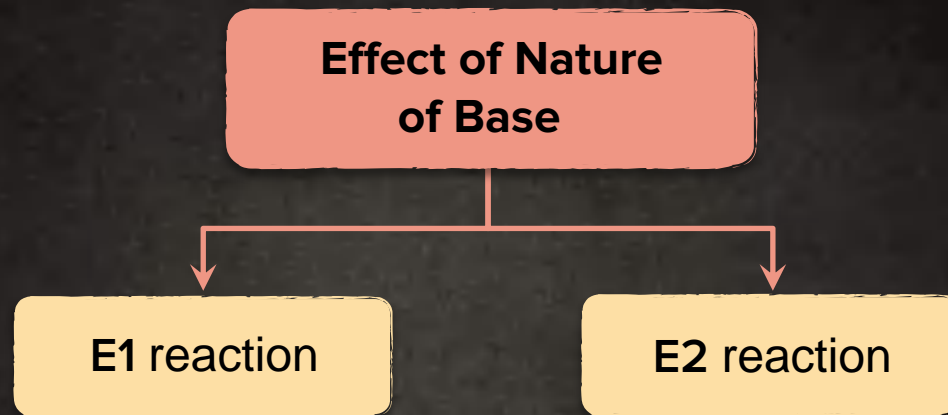 Effect of Nature
of Base
E1 reaction
E2 reaction